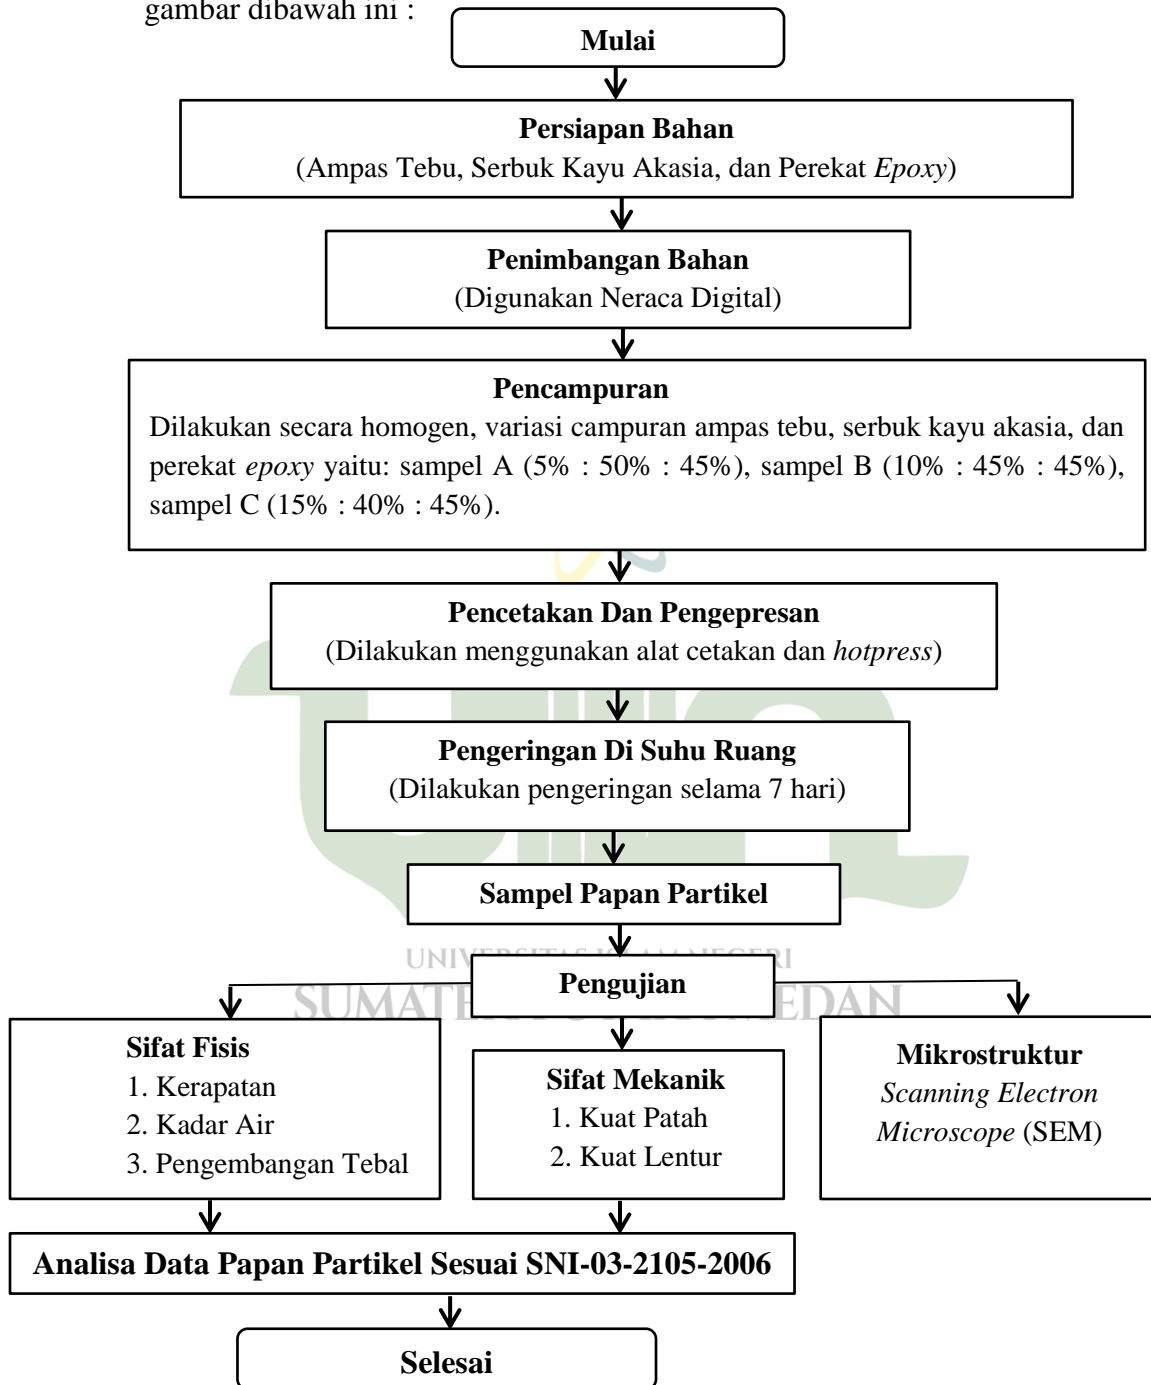 gambar dibawah ini :
Mulai
Persiapan Bahan
(Ampas Tebu, Serbuk Kayu Akasia, dan Perekat Epoxy)
Penimbangan Bahan
(Digunakan Neraca Digital)
Pencampuran
Dilakukan secara homogen, variasi campuran ampas tebu, serbuk kayu akasia, dan
perekat epoxy yaitu: sampel A (5% : 50% : 45%), sampel B (10% : 45% : 45%),
sampel C (15% : 40% : 45%).
Pencetakan Dan Pengepresan
(Dilakukan menggunakan alat cetakan dan hotpress)
Pengeringan Di Suhu Ruang
(Dilakukan pengeringan selama 7 hari)
Sampel Papan Partikel
Pengujian
Sifat Fisis
1. Kerapatan
2. Kadar Air
3. Pengembangan Tebal
Sifat Mekanik
1. Kuat Patah
2. Kuat Lentur
Mikrostruktur
Scanning Electron
Microscope (SEM)
Analisa Data Papan Partikel Sesuai SNI-03-2105-2006
Selesai